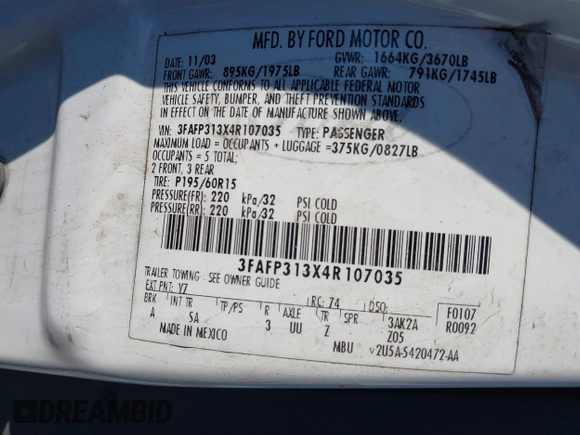 MFD. BY FORD MOTOR CO.
DATE: 11/03 GVWR: 1664KG/3670LB
FRONT GAWR: 895KG/1975LB REAR GAWR: 791KG/1745LB
THIS VEHICLE CONFORMS TO ALL APPLICABLE FEDERAL MOTOR
VEHICLE SAFETY, BUMPER, AND THEFT PREVENTION STANDARDS
IN EFFECT ON THE DATE OF MANUFACTURE SHOWN ABOVE.
VIN: 3FAFP313X4R107035 TYPE: PASSENGER
MAXIMUM LOAD = OCCUPANTS + LUGGAGE =375KG/0827LB
OCCUPANTS = 5 TOTAL;
2 FRONT, 3 REAR
TIRE: P195/60R15
PRESSURE(FR): 220 kPa/32 PSI COLD
PRESSURE(RR): 220 kPa/32 PSI COLD
3FAFP313X4R107035
TRAILER TOWING - SEE OWNER GUIDE
EXT PNT: YZ RC: 74 DSO: F0107
BRK INT TR TP/PS R AXLE TR SPR 3AK2A R0092
A SA 3 UU Z Z05
MADE IN MEXICO MBU 2U5A-5420472-AA
DREAMBID